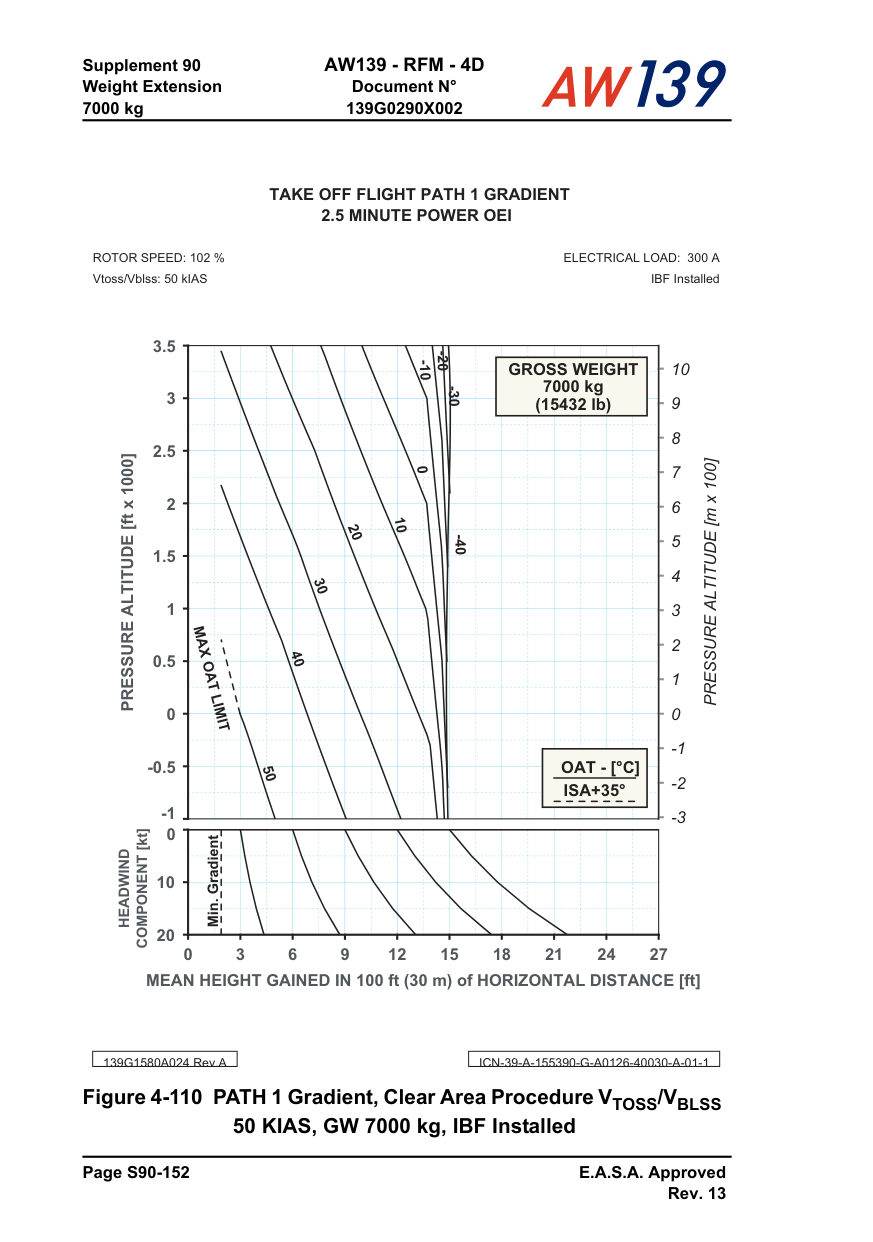 Supplement 90
Weight Extension
7000 kg
AW139 - RFM - 4D
Document N°
139G0290X002
AW139
TAKE OFF FLIGHT PATH 1 GRADIENT
2.5 MINUTE POWER OEI
ROTOR SPEED: 102 %
ELECTRICAL LOAD: 300 A
Vtoss/Vblss: 50 kIAS
IBF Installed
3.5
3
2.5
2
1.5
1
0.5
0
-0.5
-1
PRESSURE ALTITUDE [ft x 1000]
GROSS WEIGHT
7000 kg
(15432 lb)
-10
-20
-30
-40
0
10
20
30
40
50
MAX OAT LIMIT
OAT - [°C]
ISA+35°
10
9
8
7
6
5
4
3
2
1
0
-1
-2
-3
PRESSURE ALTITUDE [m x 100]
HEADWIND
COMPONENT [kt]
0
10
20
Min. Gradient
0 3 6 9 12 15 18 21 24 27
MEAN HEIGHT GAINED IN 100 ft (30 m) of HORIZONTAL DISTANCE [ft]
139G1580A024 Rev.A
ICN-39-A-155390-G-A0126-40030-A-01-1
Figure 4-110 PATH 1 Gradient, Clear Area Procedure VTOSS/VBLSS
50 KIAS, GW 7000 kg, IBF Installed
Page S90-152
E.A.S.A. Approved
Rev. 13